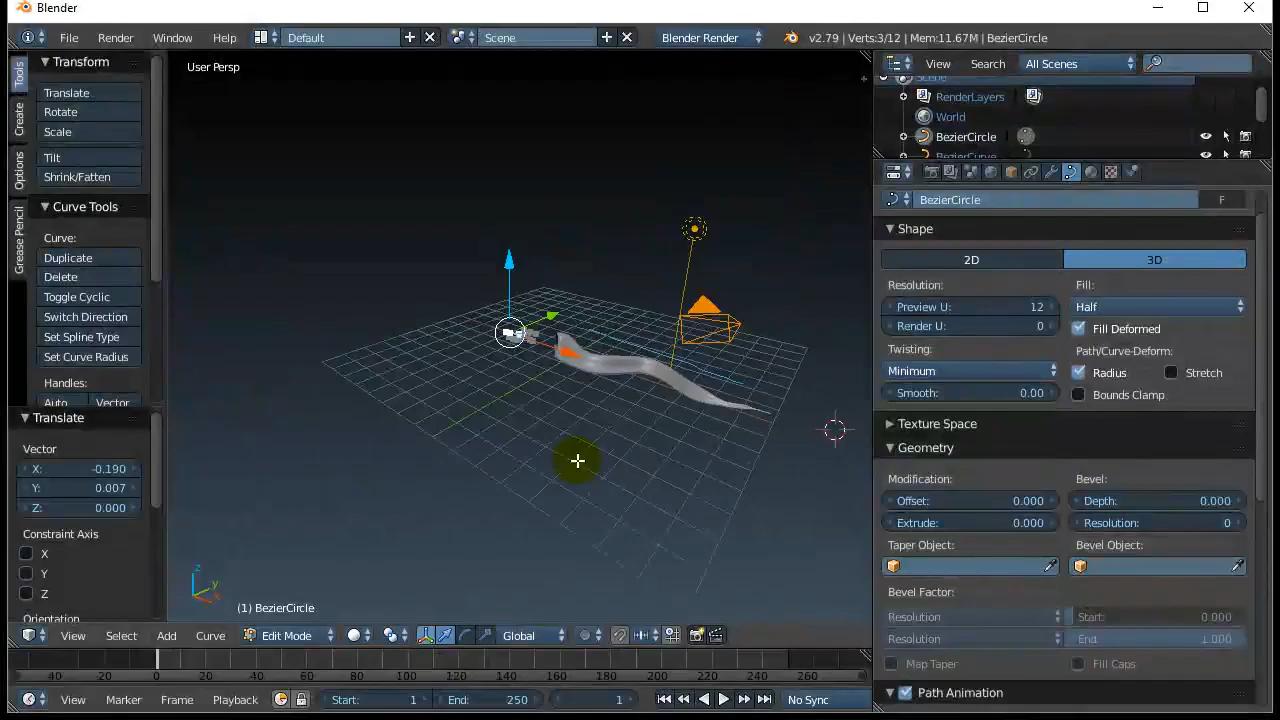 Blender
File Render Window Help Default Scene Blender Render v2.79 | Verts:3/12 | Mem:11.67M | BezierCircle
Tools
Create
Options
Grease Pencil
Transform
Translate
Rotate
Scale
Tilt
Shrink/Fatten
Curve Tools
Curve:
Duplicate
Delete
Toggle Cyclic
Switch Direction
Set Spline Type
Set Curve Radius
Handles:
Auto Vector
Translate
Vector
X: -0.190
Y: 0.007
Z: 0.000
Constraint Axis
X
Y
Z
Orientation
User Persp
z
y
x
(1) BezierCircle
View Select Add Curve Edit Mode Global
-40 -20 0 20 40 60 80 100 120 140 160 180 200 220 240 260
View Marker Frame Playback Start: 1 End: 250 1 No Sync
View Search All Scenes
Scene
RenderLayers
World
BezierCircle
BezierCurve
BezierCircle F
Shape
2D 3D
Resolution: Fill:
Preview U: 12 Half
Render U: 0 Fill Deformed
Twisting: Path/Curve-Deform:
Minimum Radius Stretch
Smooth: 0.00 Bounds Clamp
Texture Space
Geometry
Modification: Bevel:
Offset: 0.000 Depth: 0.000
Extrude: 0.000 Resolution: 0
Taper Object: Bevel Object:
Bevel Factor:
Resolution Start: 0.000
Resolution End: 1.000
Map Taper Fill Caps
Path Animation